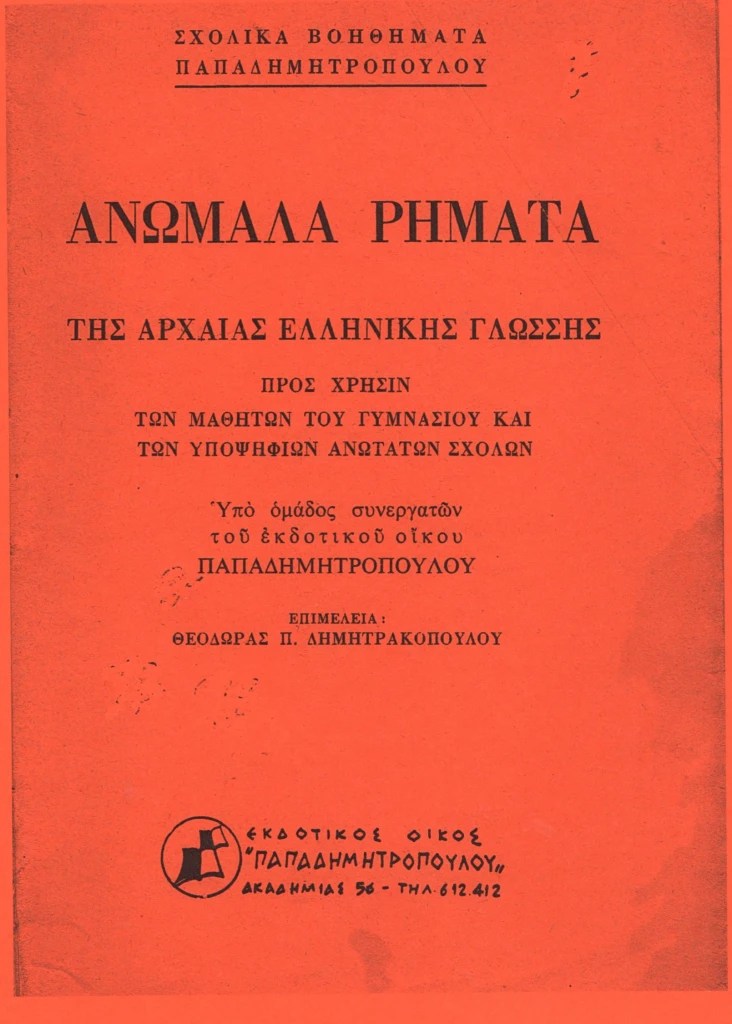 ΣΧΟΛΙΚΑ ΒΟΗΘΗΜΑΤΑ
ΠΑΠΑΔΗΜΗΤΡΟΠΟΥΛΟΥ
ΑΝΩΜΑΛΑ ΡΗΜΑΤΑ
ΤΗΣ ΑΡΧΑΙΑΣ ΕΛΛΗΝΙΚΗΣ ΓΛΩΣΣΗΣ
ΠΡΟΣ ΧΡΗΣΙΝ
ΤΩΝ ΜΑΘΗΤΩΝ ΤΟΥ ΓΥΜΝΑΣΙΟΥ ΚΑΙ
ΤΩΝ ΥΠΟΨΗΦΙΩΝ ΑΝΩΤΑΤΩΝ ΣΧΟΛΩΝ
Ὑπὸ ὁμάδος συνεργατῶν
τοῦ ἐκδοτικοῦ οἴκου
ΠΑΠΑΔΗΜΗΤΡΟΠΟΥΛΟΥ
ΕΠΙΜΕΛΕΙΑ:
ΘΕΟΔΩΡΑΣ Π. ΔΗΜΗΤΡΑΚΟΠΟΥΛΟΥ
ΕΚΔΟΤΙΚΟΣ ΟΙΚΟΣ
"ΠΑΠΑΔΗΜΗΤΡΟΠΟΥΛΟΥ„
ΑΚΑΔΗΜΙΑΣ 56 - ΤΗΛ. 612.412